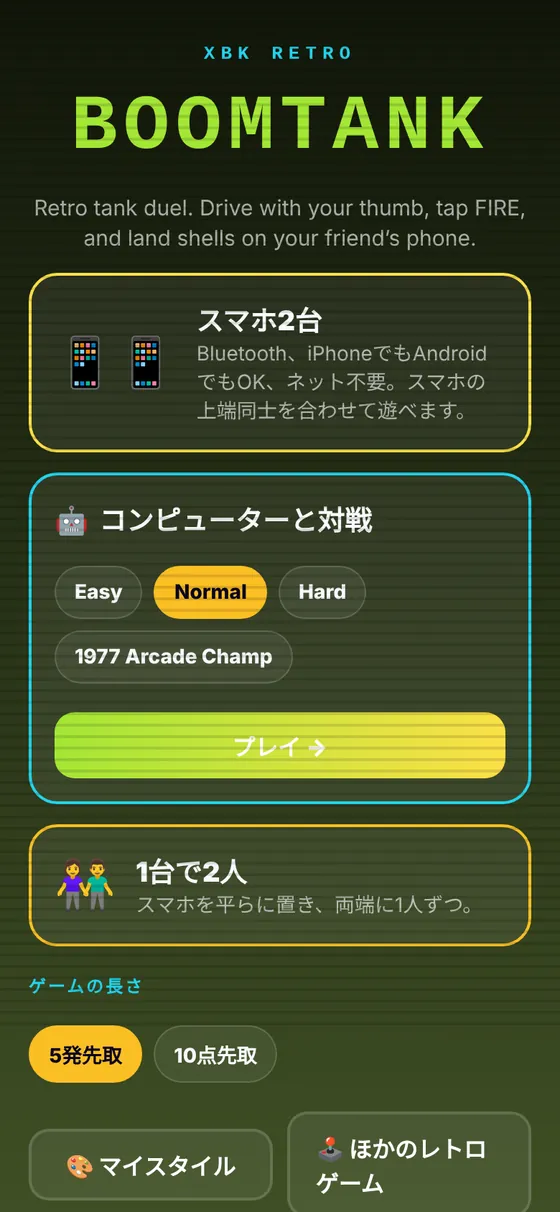 XBK RETRO
BOOMTANK
Retro tank duel. Drive with your thumb, tap FIRE,
and land shells on your friend’s phone.
スマホ2台
Bluetooth、iPhoneでもAndroid
でもOK、ネット不要。スマホの
上端同士を合わせて遊べます。
コンピューターと対戦
Easy Normal Hard
1977 Arcade Champ
プレイ →
1台で2人
スマホを平らに置き、両端に1人ずつ。
ゲームの長さ
5発先取 10点先取
マイスタイル
ほかのレトロ
ゲーム